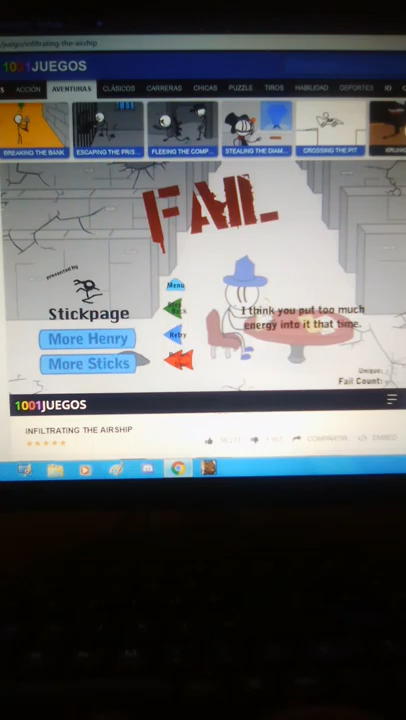 /juego/infiltrating-the-airship
1001JUEGOS
S ACCIÓN AVENTURAS CLÁSICOS CARRERAS CHICAS PUZZLE TIROS HABILIDAD DEPORTES IO
BREAKING THE BANK ESCAPING THE PRIS... FLEEING THE COMP... STEALING THE DIAM... CROSSING THE PIT
FAIL
presented by
Stickpage
More Henry
More Sticks
Menu
Back
Retry
I think you put too much
energy into it that time.
Unique:
Fail Count:
1001JUEGOS
INFILTRATING THE AIRSHIP
COMPARTIR EMBED